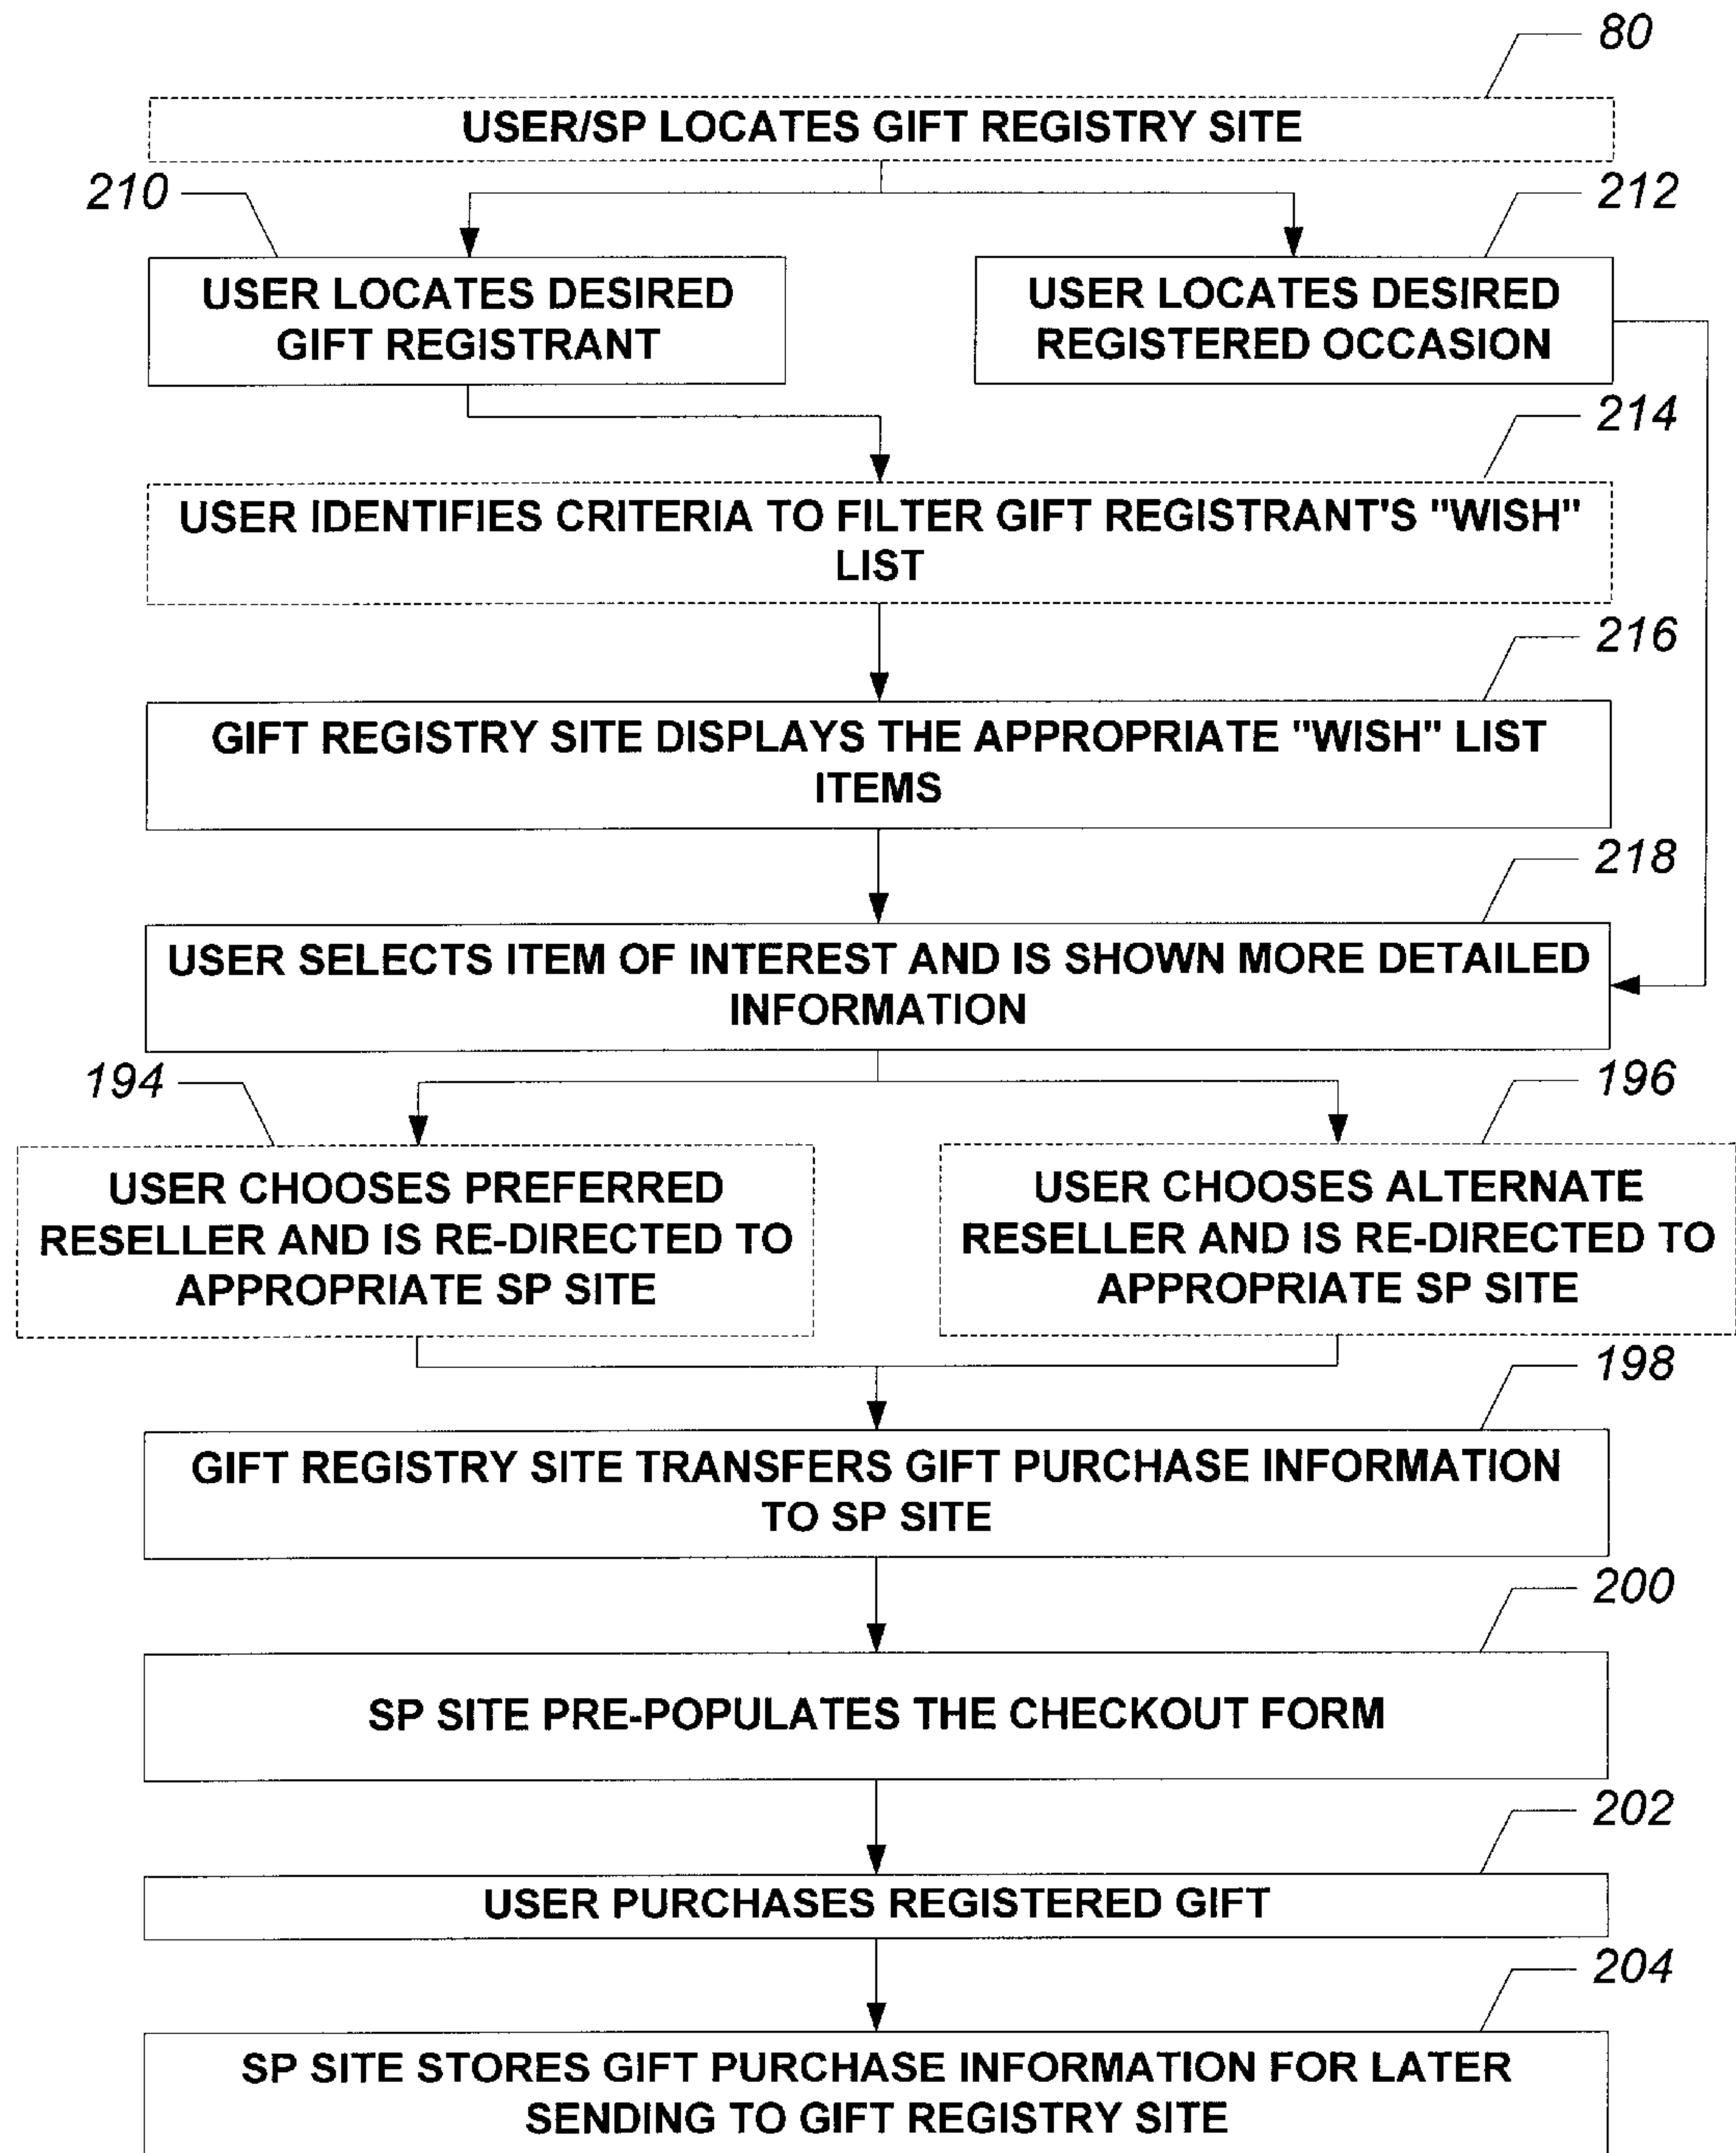 80
USER/SP LOCATES GIFT REGISTRY SITE
210
212
USER LOCATES DESIRED
GIFT REGISTRANT
USER LOCATES DESIRED
REGISTERED OCCASION
214
USER IDENTIFIES CRITERIA TO FILTER GIFT REGISTRANT'S "WISH"
LIST
216
GIFT REGISTRY SITE DISPLAYS THE APPROPRIATE "WISH" LIST
ITEMS
218
USER SELECTS ITEM OF INTEREST AND IS SHOWN MORE DETAILED
INFORMATION
194
196
USER CHOOSES PREFERRED
RESELLER AND IS RE-DIRECTED TO
APPROPRIATE SP SITE
USER CHOOSES ALTERNATE
RESELLER AND IS RE-DIRECTED TO
APPROPRIATE SP SITE
198
GIFT REGISTRY SITE TRANSFERS GIFT PURCHASE INFORMATION
TO SP SITE
200
SP SITE PRE-POPULATES THE CHECKOUT FORM
202
USER PURCHASES REGISTERED GIFT
204
SP SITE STORES GIFT PURCHASE INFORMATION FOR LATER
SENDING TO GIFT REGISTRY SITE